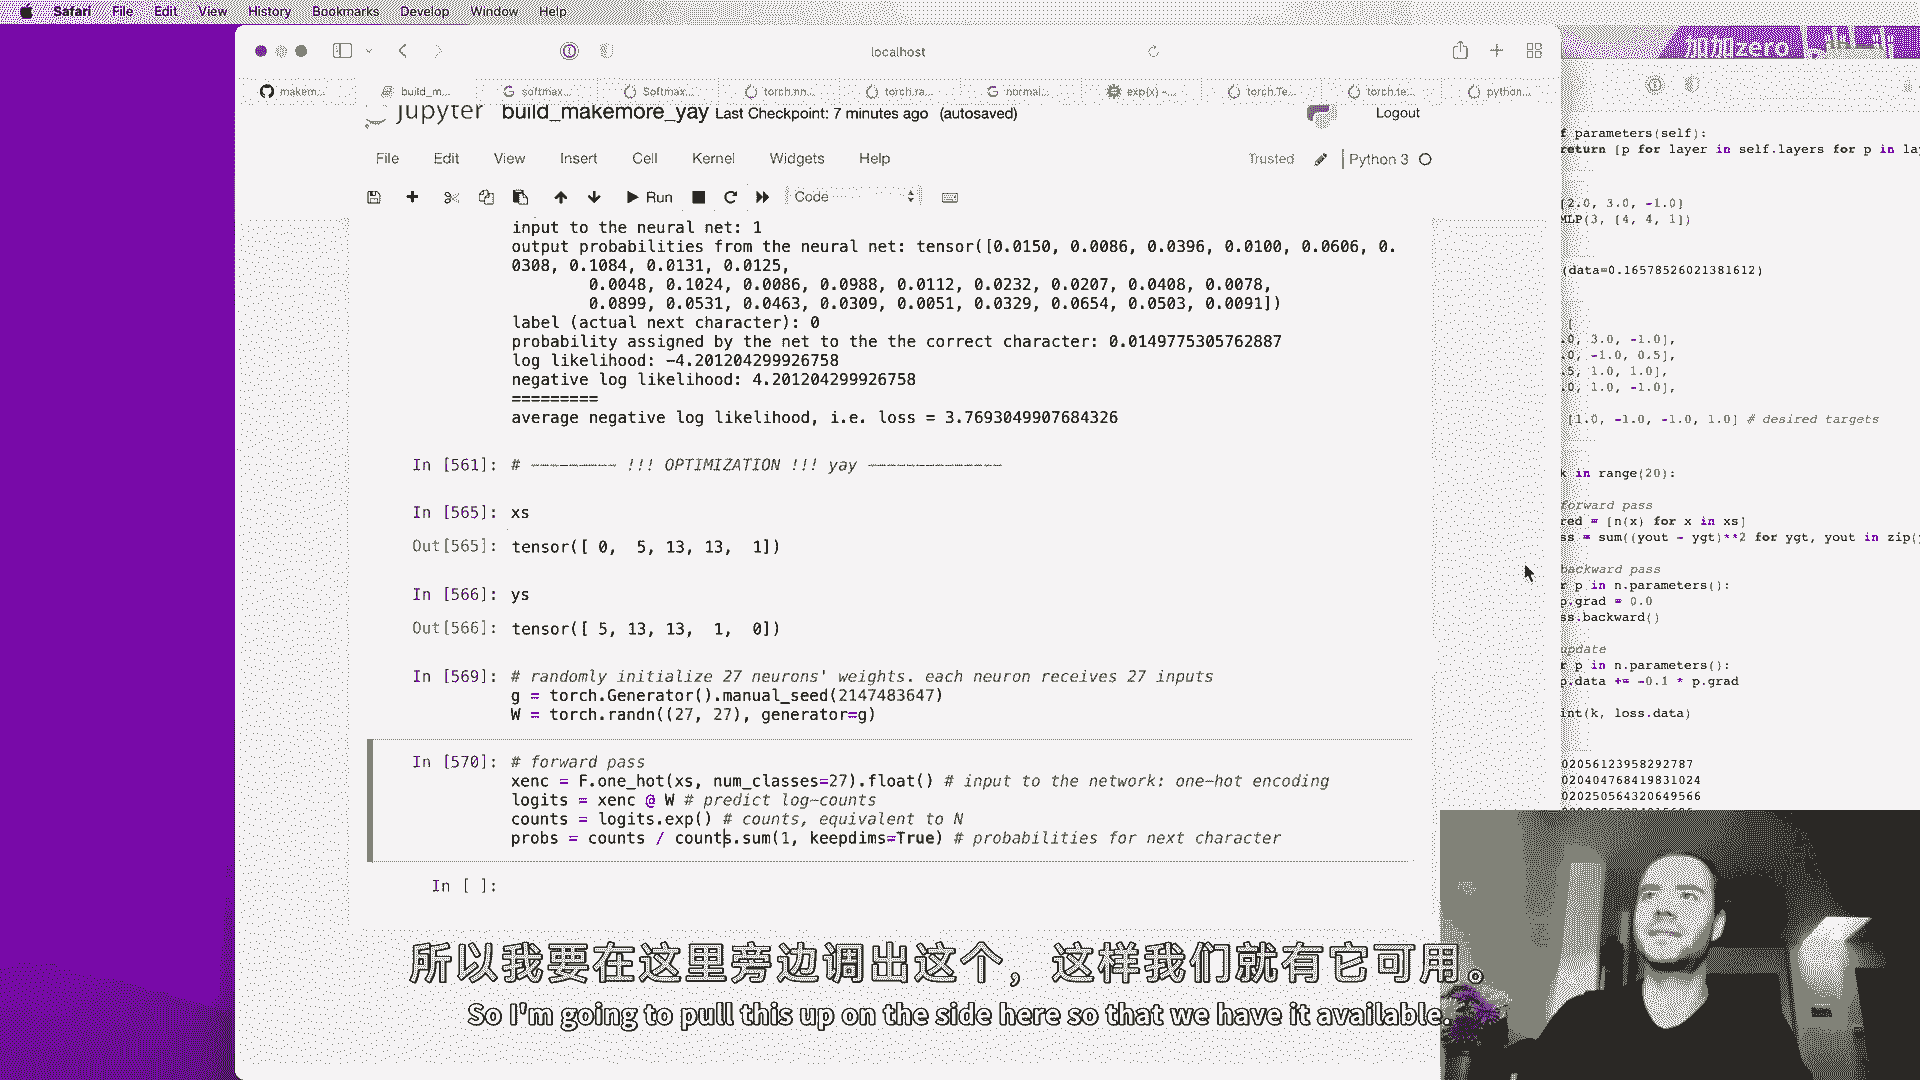 Safari File Edit View History Bookmarks Develop Window Help
localhost
加加zero
makem... build_m... softmax... Softmax... torch.nn... torch.ra... normal... exp(x) -... torch.Te... torch.te... python...
jupyter build_makemore_yay Last Checkpoint: 7 minutes ago (autosaved)
Logout
File Edit View Insert Cell Kernel Widgets Help
Trusted Python 3
Run Code
input to the neural net: 1
output probabilities from the neural net: tensor([0.0150, 0.0086, 0.0396, 0.0100, 0.0606, 0.
0308, 0.1084, 0.0131, 0.0125,
0.0048, 0.1024, 0.0086, 0.0988, 0.0112, 0.0232, 0.0207, 0.0408, 0.0078,
0.0899, 0.0531, 0.0463, 0.0309, 0.0051, 0.0329, 0.0654, 0.0503, 0.0091])
label (actual next character): 0
probability assigned by the net to the the correct character: 0.0149775305762887
log likelihood: -4.201204299926758
negative log likelihood: 4.201204299926758
=========
average negative log likelihood, i.e. loss = 3.7693049907684326
In [561]: # --------- !!! OPTIMIZATION !!! yay --------------
In [565]: xs
Out[565]: tensor([ 0, 5, 13, 13, 1])
In [566]: ys
Out[566]: tensor([ 5, 13, 13, 1, 0])
In [569]: # randomly initialize 27 neurons' weights. each neuron receives 27 inputs
g = torch.Generator().manual_seed(2147483647)
W = torch.randn((27, 27), generator=g)
In [570]: # forward pass
xenc = F.one_hot(xs, num_classes=27).float() # input to the network: one-hot encoding
logits = xenc @ W # predict log-counts
counts = logits.exp() # counts, equivalent to N
probs = counts / counts.sum(1, keepdims=True) # probabilities for next character
In [ ]:
f parameters(self):
eturn [p for layer in self.layers for p in lay
[2.0, 3.0, -1.0]
MLP(3, [4, 4, 1])
(data=0.16578526021381612)
[
.0, 3.0, -1.0],
.0, -1.0, 0.5],
.5, 1.0, 1.0],
.0, 1.0, -1.0],
[1.0, -1.0, -1.0, 1.0] # desired targets
k in range(20):
forward pass
red = [n(x) for x in xs]
ss = sum((yout - ygt)**2 for ygt, yout in zip(y
backward pass
r p in n.parameters():
p.grad = 0.0
ss.backward()
update
r p in n.parameters():
p.data += -0.1 * p.grad
int(k, loss.data)
02056123958292787
020404768419831024
020250564320649566
所以我要在这里旁边调出这个，这样我们就有它可用。
So I'm going to pull this up on the side here so that we have it available.